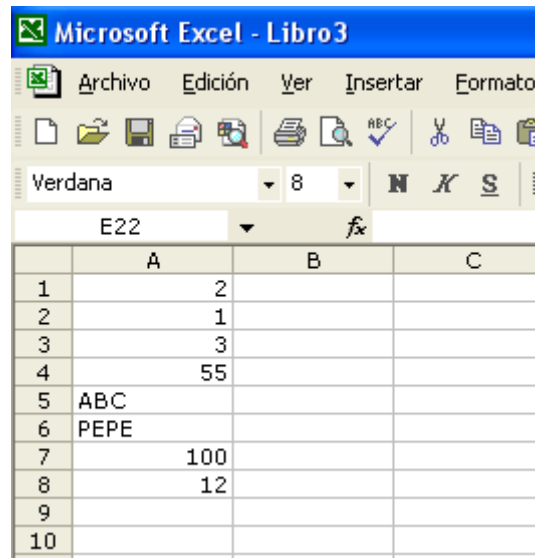 Microsoft Excel - Libro3
Archivo Edición Ver Insertar Formato
ABC
Verdana 8 N K S
E22 fx
A B C
1 2
2 1
3 3
4 55
5 ABC
6 PEPE
7 100
8 12
9
10